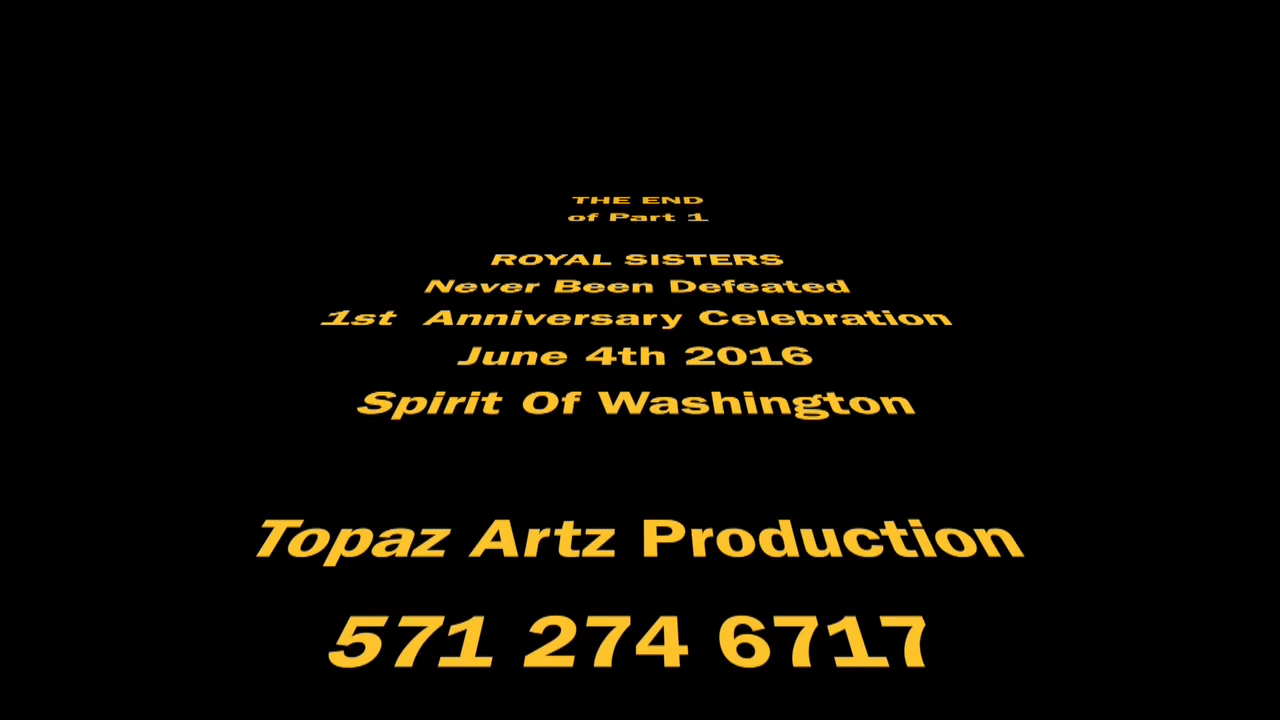 THE END
of Part 1
ROYAL SISTERS
Never Been Defeated
1st Anniversary Celebration
June 4th 2016
Spirit Of Washington
Topaz Artz Production
571 274 6717